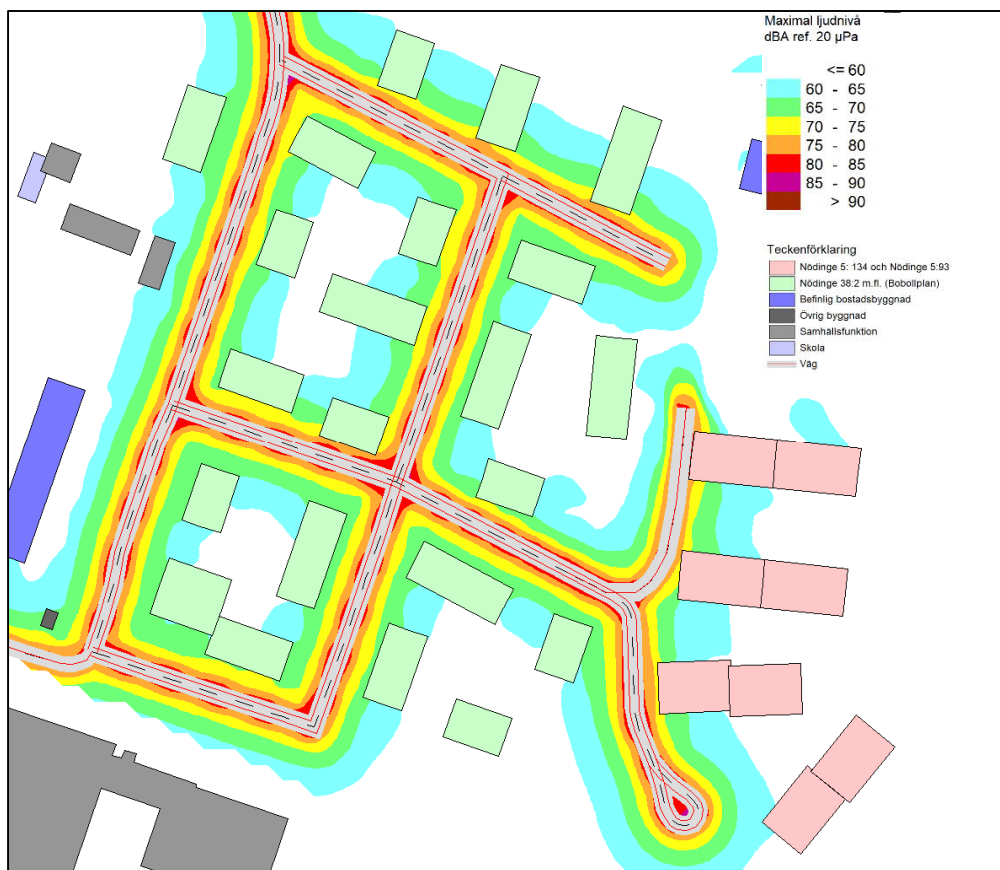 Maximal ljudnivå
dBA ref. 20 µPa
<= 60
60 - 65
65 - 70
70 - 75
75 - 80
80 - 85
85 - 90
> 90
Teckenförklaring
Nödinge 5: 134 och Nödinge 5:93
Nödinge 38:2 m.fl. (Bobollplan)
Befinlig bostadsbyggnad
Övrig byggnad
Samhällsfunktion
Skola
Väg